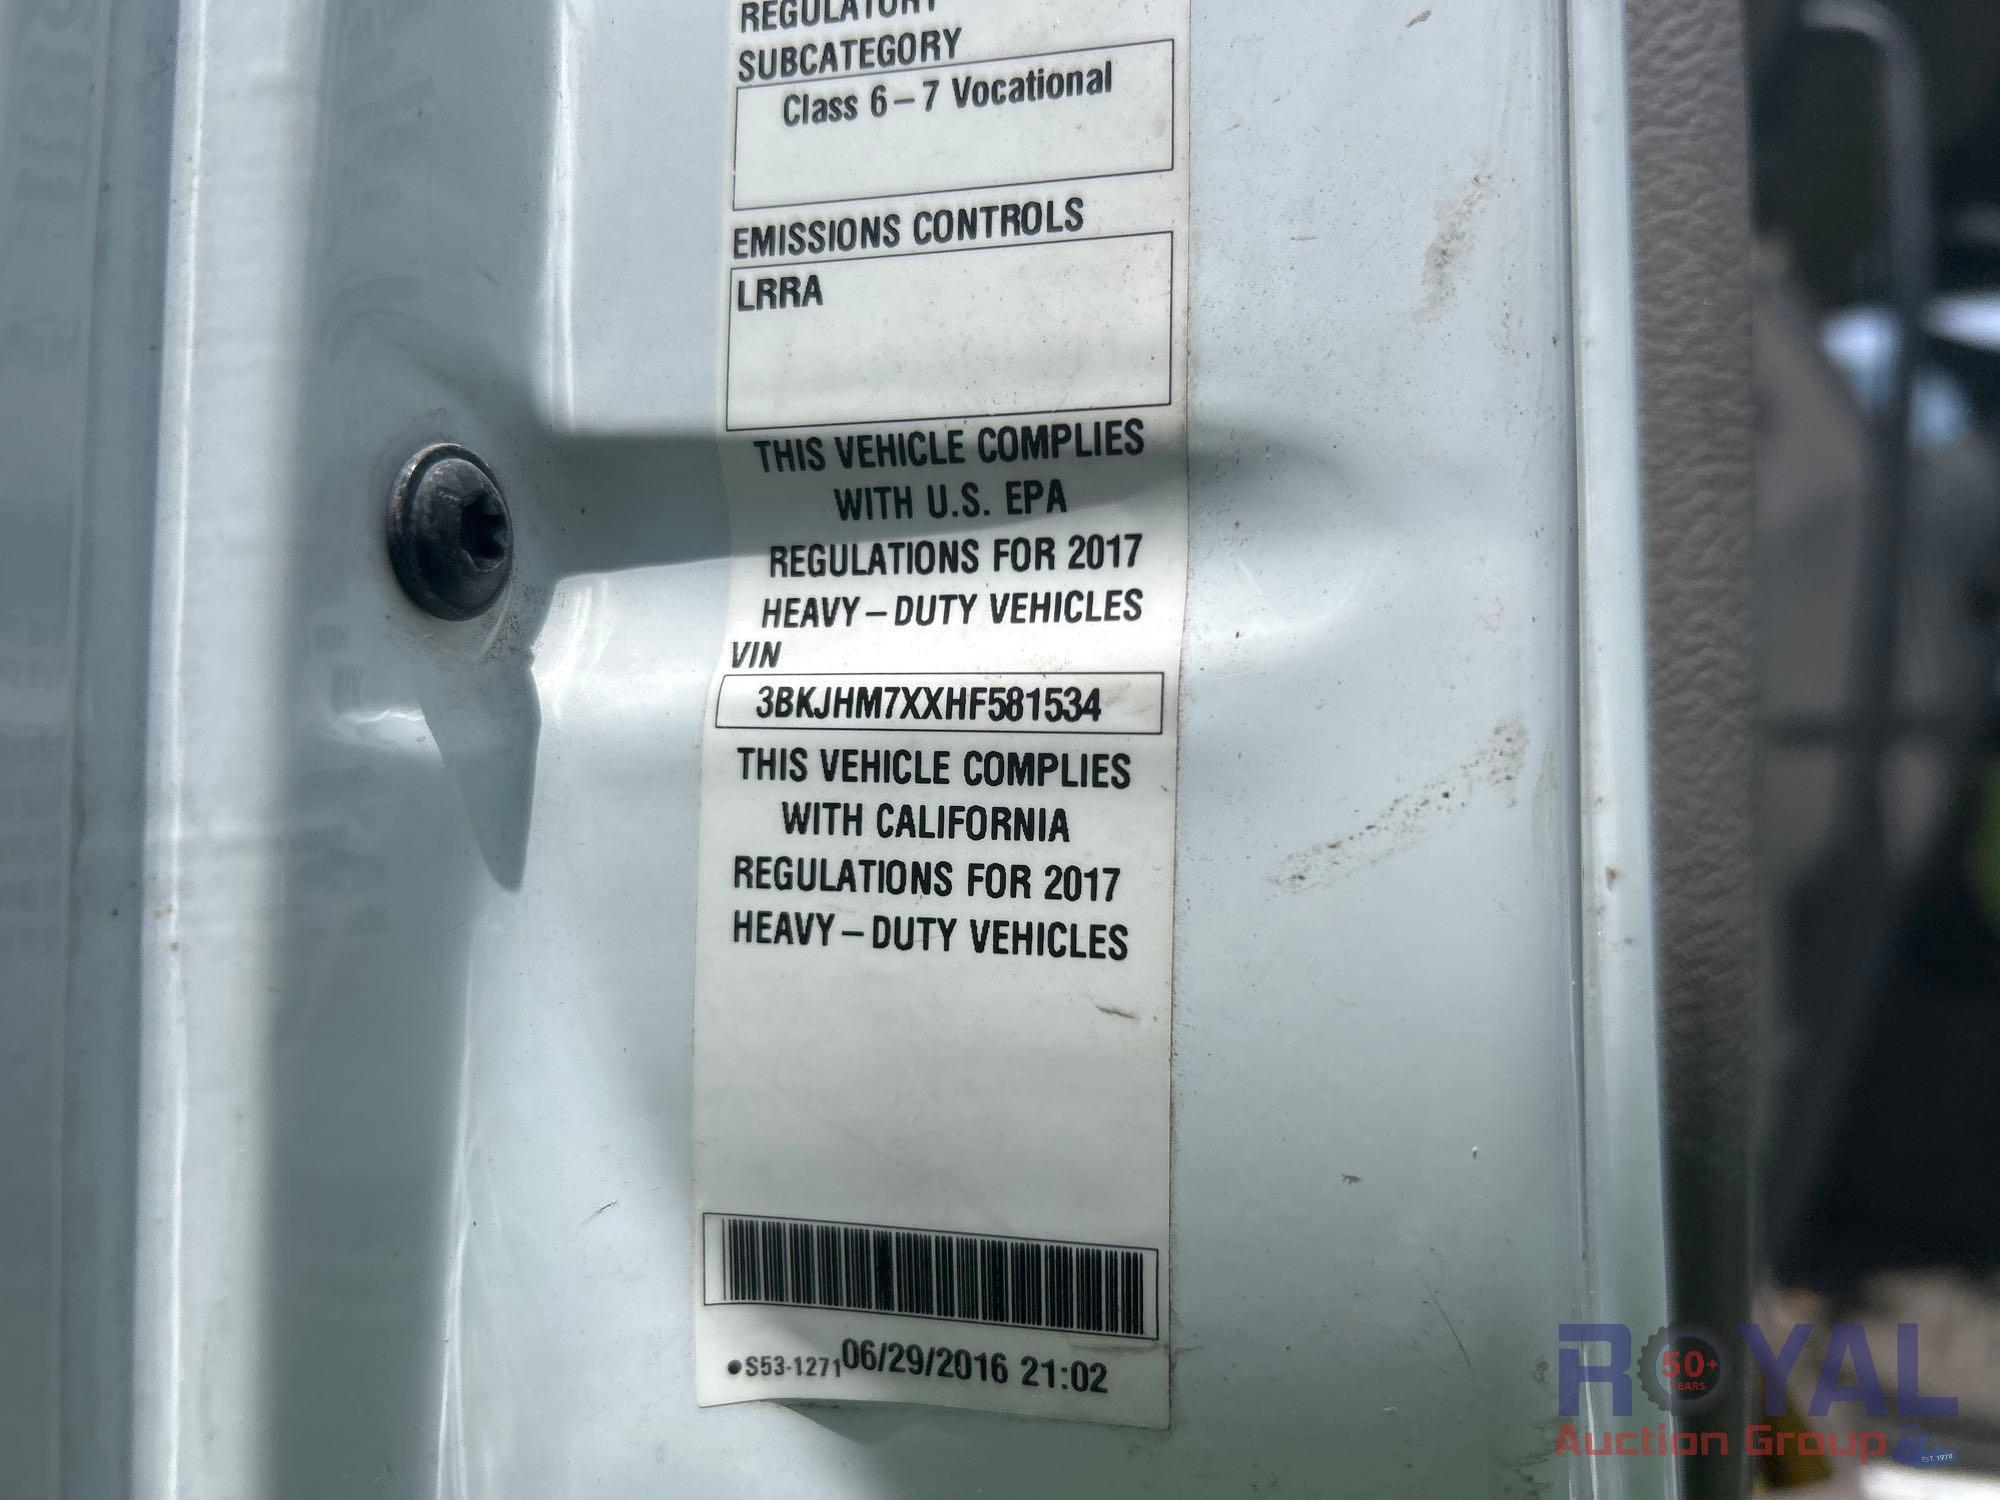 REGULATORY
SUBCATEGORY
Class 6 – 7 Vocational
EMISSIONS CONTROLS
LRRA
THIS VEHICLE COMPLIES
WITH U.S. EPA
REGULATIONS FOR 2017
HEAVY – DUTY VEHICLES
VIN
3BKJHM7XXHF581534
THIS VEHICLE COMPLIES
WITH CALIFORNIA
REGULATIONS FOR 2017
HEAVY – DUTY VEHICLES
●S53-1271 06/29/2016 21:02
ROYAL
50+
YEARS
Auction Group
EST. 1970